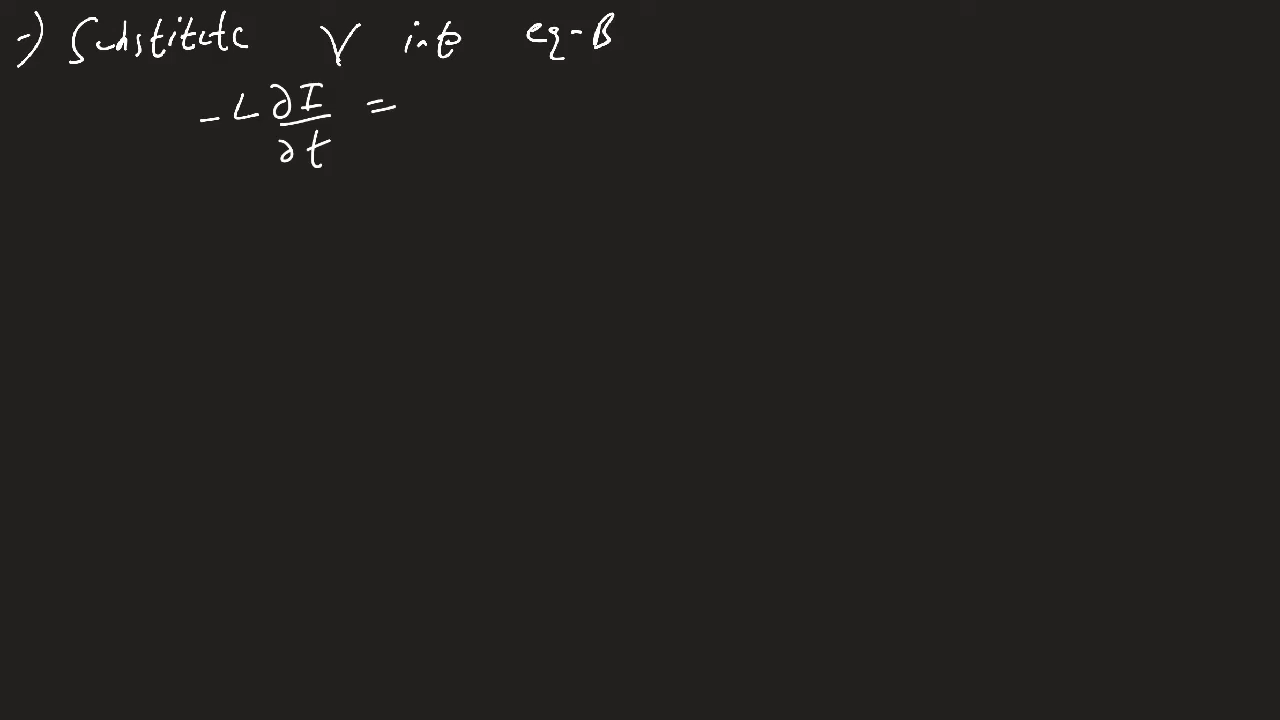 ⇒ Substitute V into eq-B
-L ∂I/∂t =